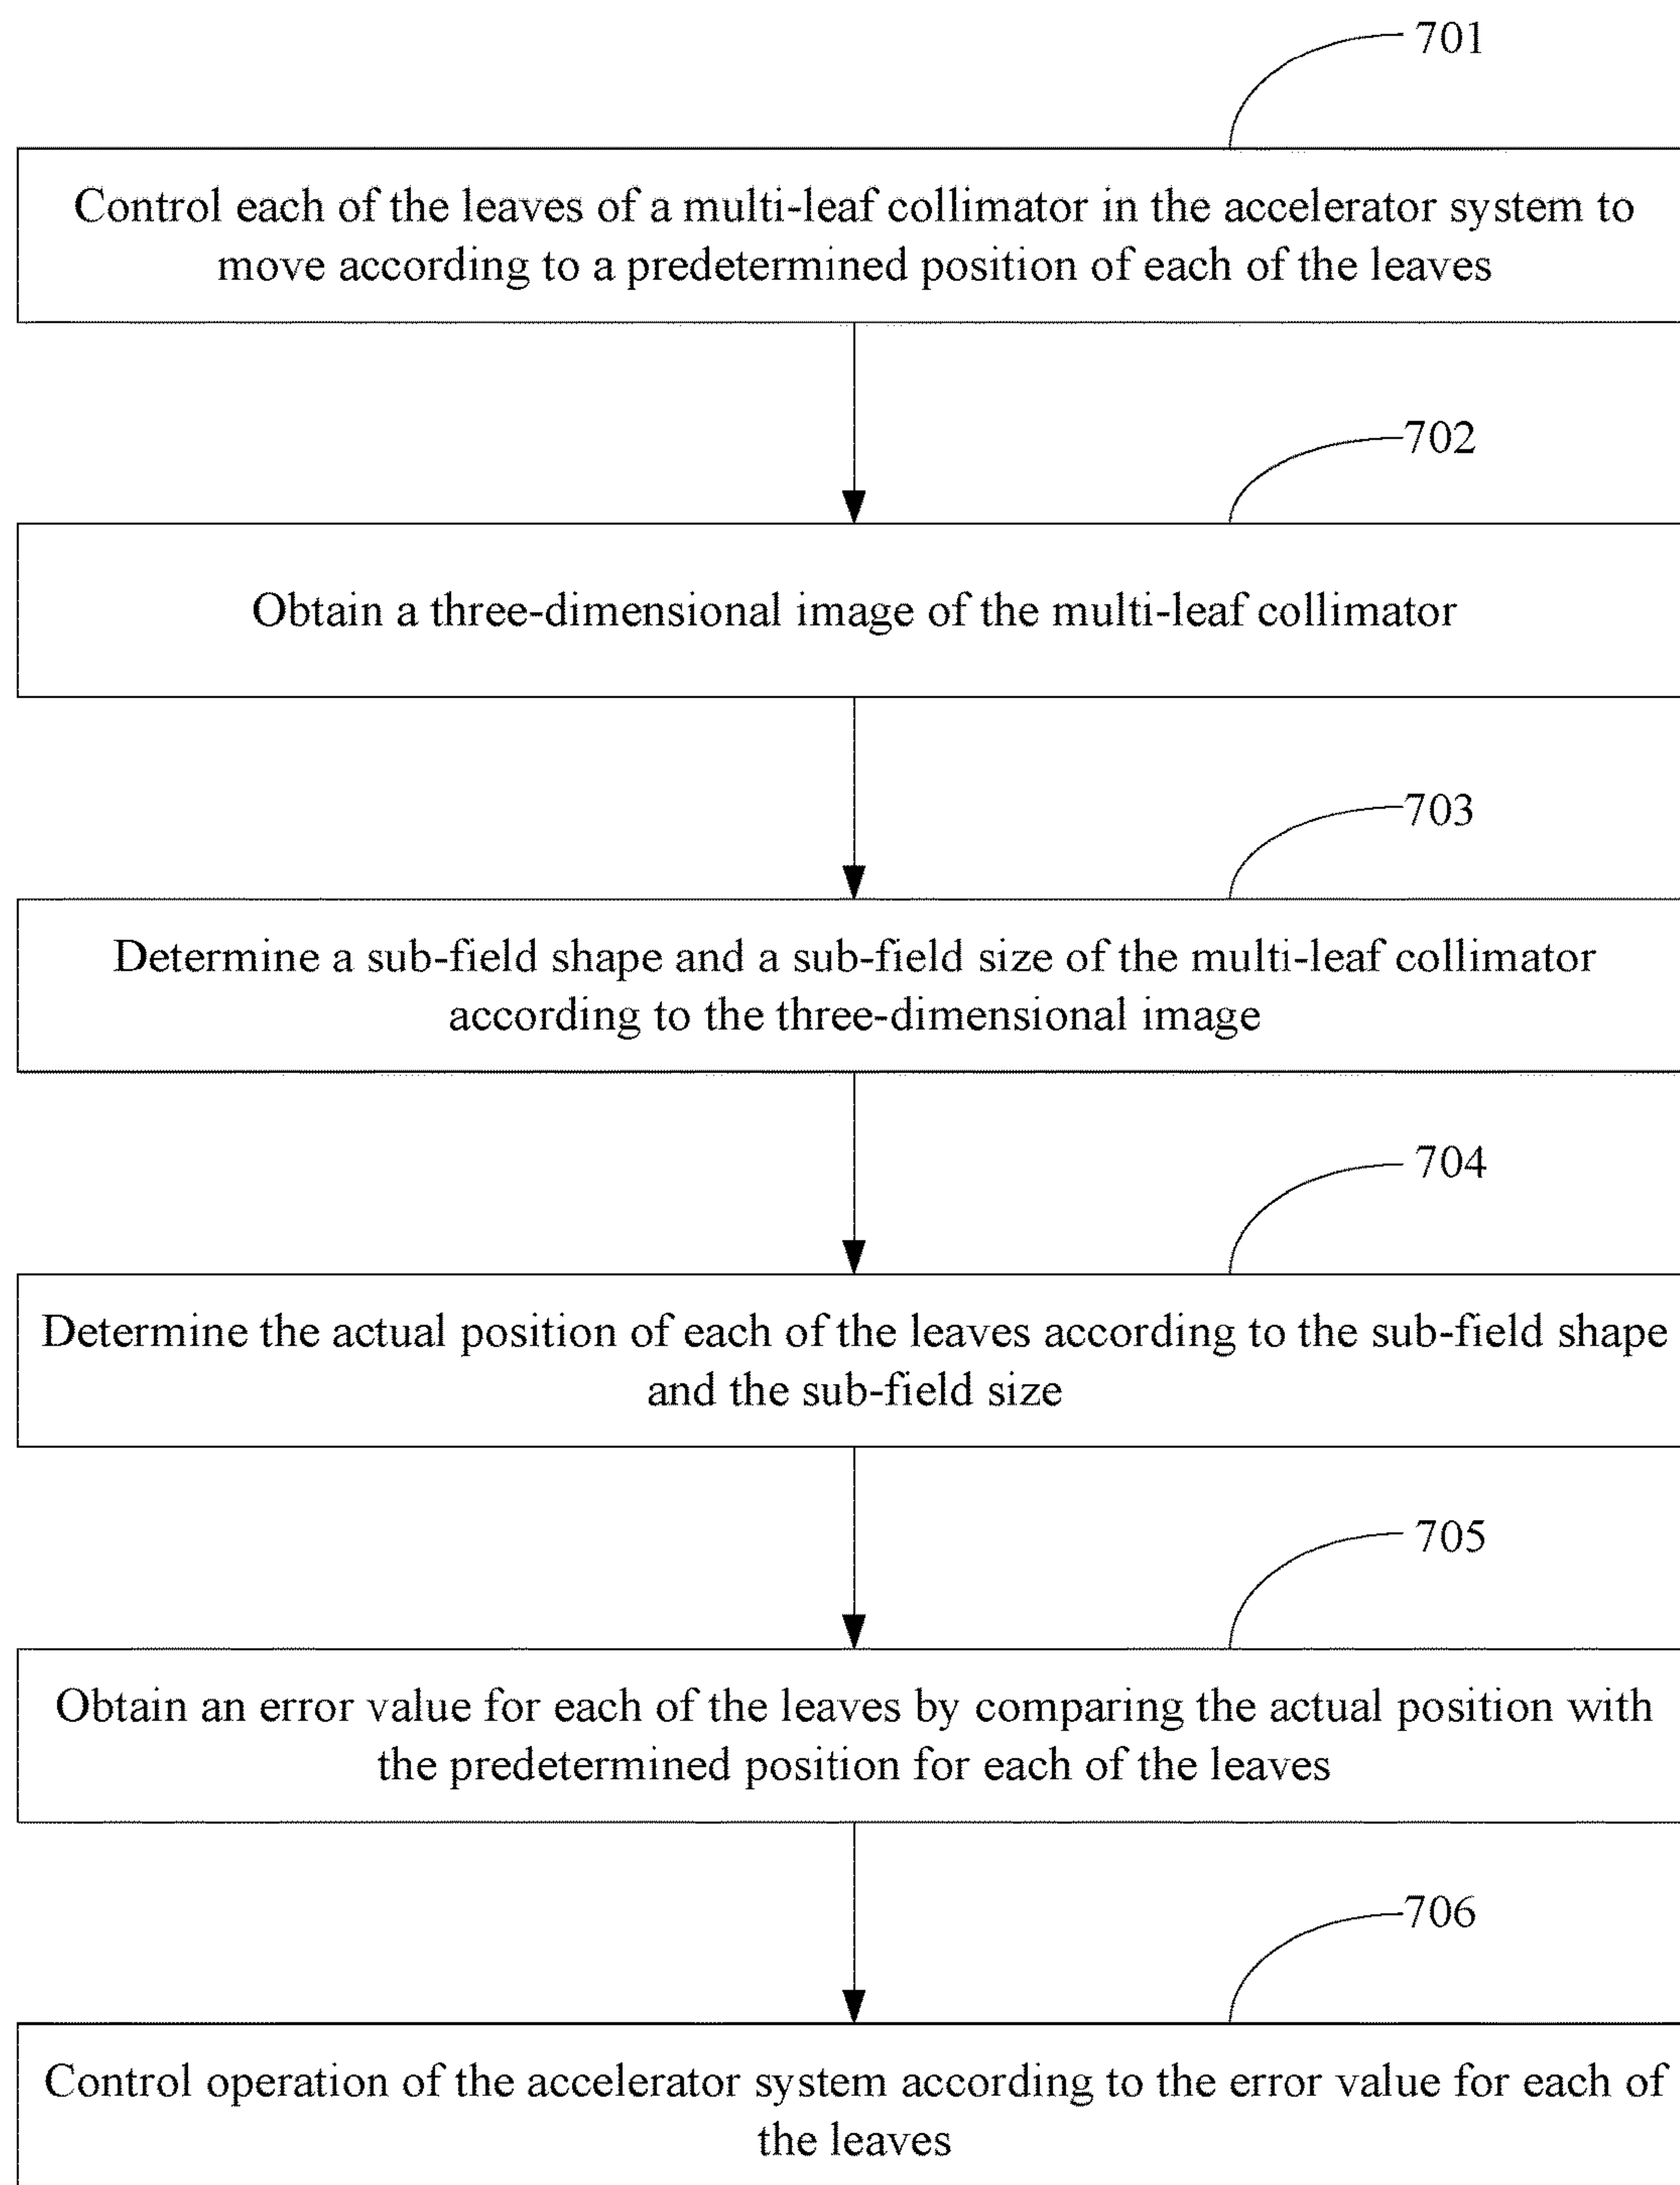 701
Control each of the leaves of a multi-leaf collimator in the accelerator system to
move according to a predetermined position of each of the leaves
702
Obtain a three-dimensional image of the multi-leaf collimator
703
Determine a sub-field shape and a sub-field size of the multi-leaf collimator
according to the three-dimensional image
704
Determine the actual position of each of the leaves according to the sub-field shape
and the sub-field size
705
Obtain an error value for each of the leaves by comparing the actual position with
the predetermined position for each of the leaves
706
Control operation of the accelerator system according to the error value for each of
the leaves